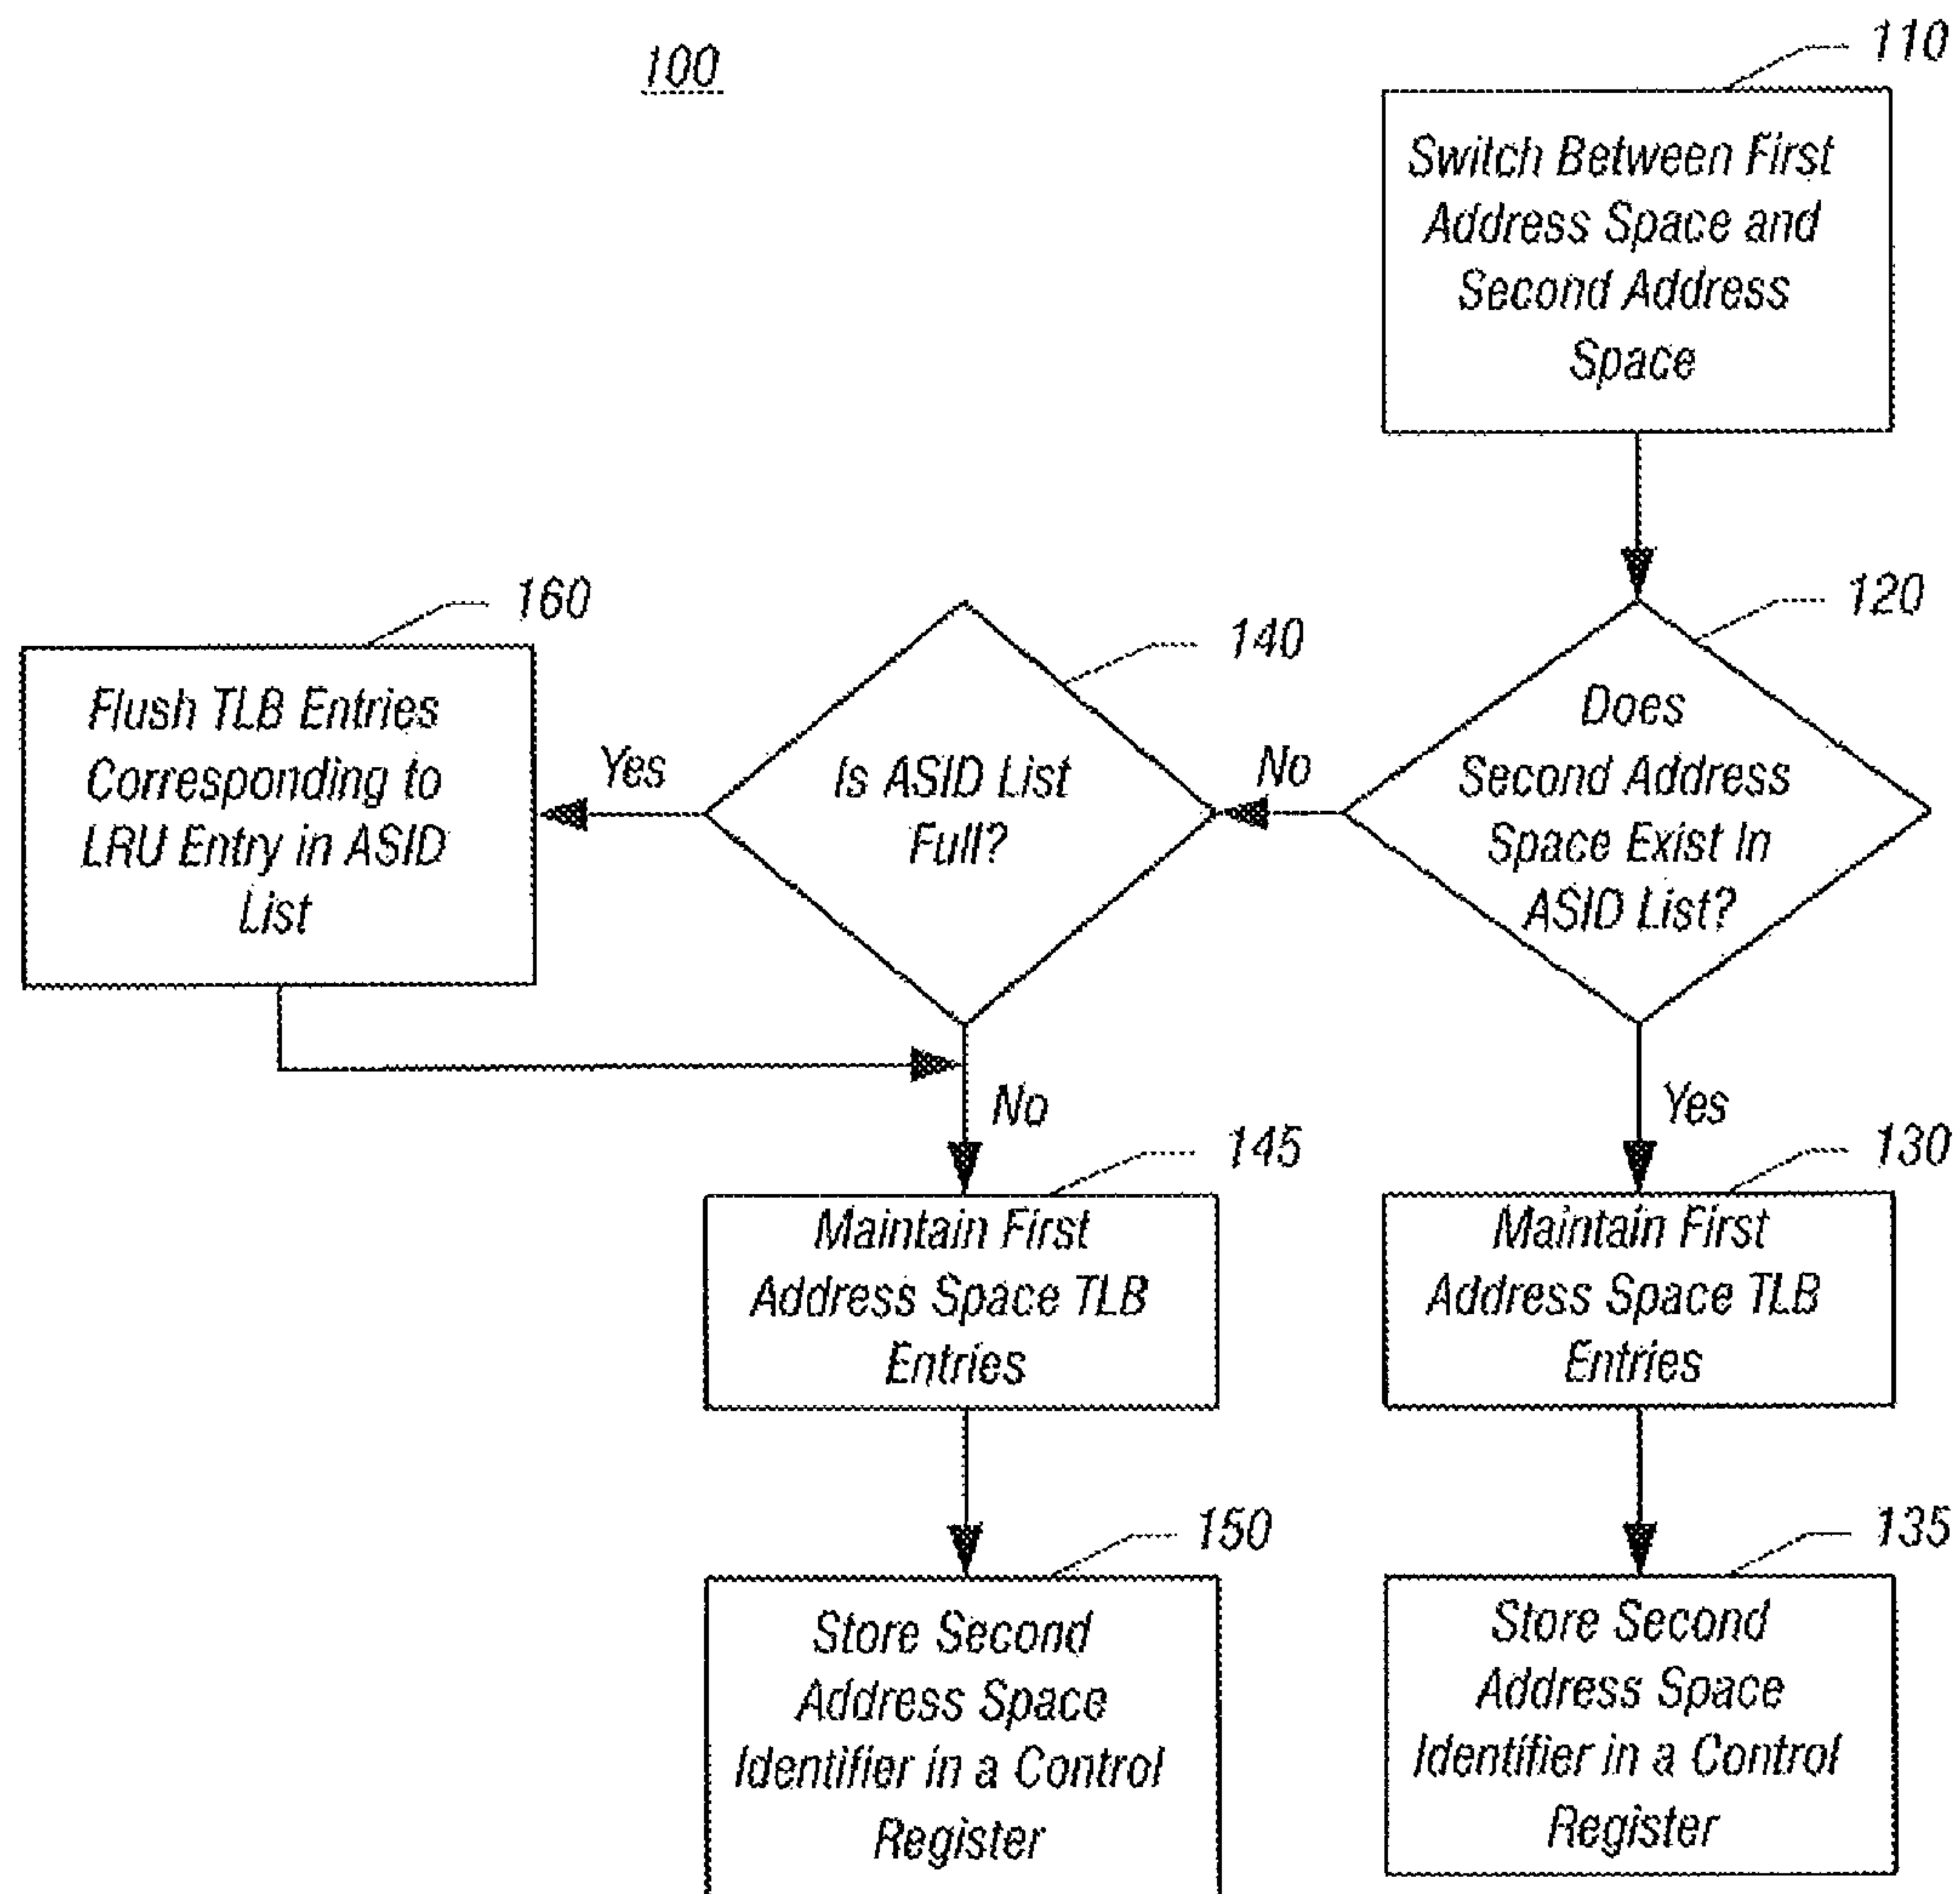 100
110
Switch Between First
Address Space and
Second Address
Space
120
Does
Second Address
Space Exist In
ASID List?
No
140
Is ASID List
Full?
Yes
160
Flush TLB Entries
Corresponding to
LRU Entry in ASID
List
No
145
Maintain First
Address Space TLB
Entries
150
Store Second
Address Space
Identifier in a Control
Register
Yes
130
Maintain First
Address Space TLB
Entries
135
Store Second
Address Space
Identifier in a Control
Register